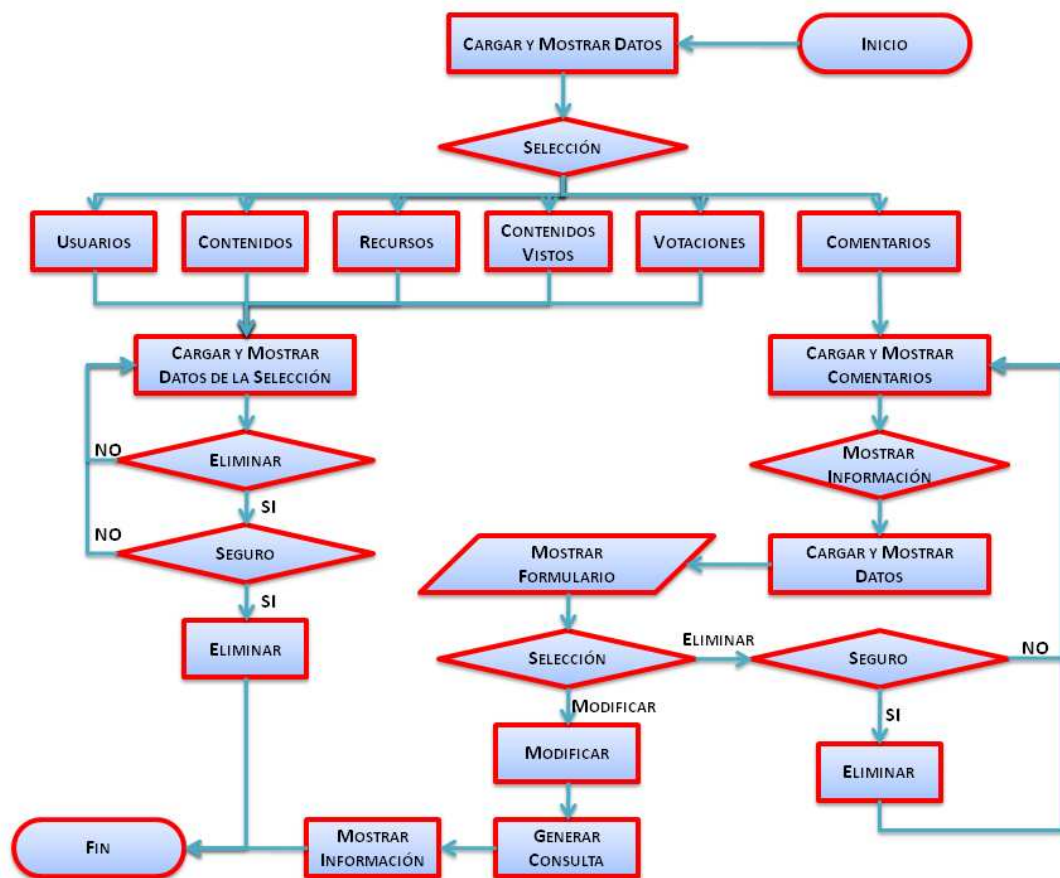 CARGAR Y MOSTRAR DATOS
INICIO
SELECCIÓN
USUARIOS
CONTENIDOS
RECURSOS
CONTENIDOS
VISTOS
VOTACIONES
COMENTARIOS
CARGAR Y MOSTRAR
DATOS DE LA SELECCIÓN
CARGAR Y MOSTRAR
COMENTARIOS
NO
ELIMINAR
SI
MOSTRAR
INFORMACIÓN
NO
SEGURO
SI
MOSTRAR
FORMULARIO
CARGAR Y MOSTRAR
DATOS
ELIMINAR
SELECCIÓN
ELIMINAR
SEGURO
NO
MODIFICAR
SI
MODIFICAR
ELIMINAR
FIN
MOSTRAR
INFORMACIÓN
GENERAR
CONSULTA